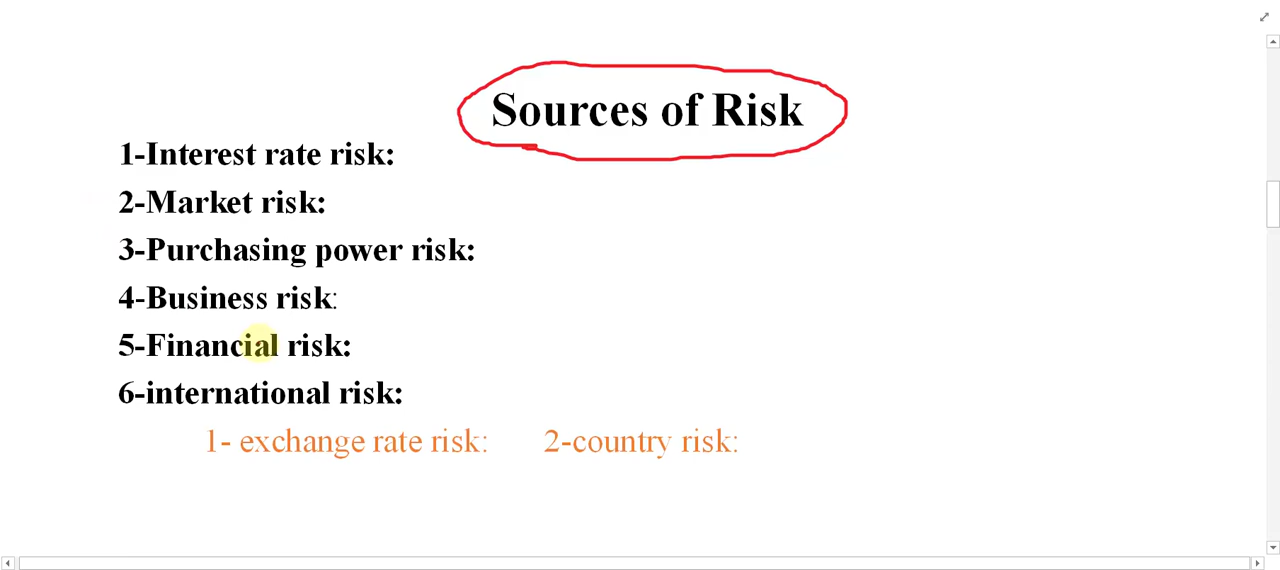 Sources of Risk
1-Interest rate risk:
2-Market risk:
3-Purchasing power risk:
4-Business risk:
5-Financial risk:
6-international risk:
1- exchange rate risk: 2-country risk: